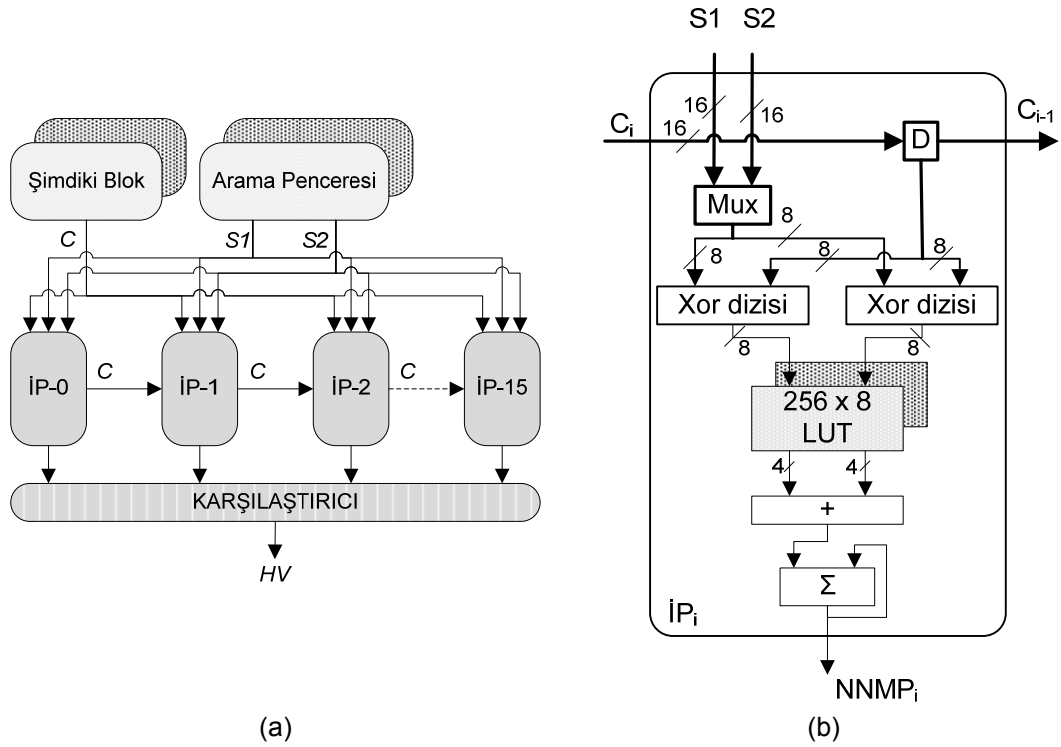 Şimdiki Blok
Arama Penceresi
C
S1
S2
İP-0
C
İP-1
C
İP-2
C
İP-15
KARŞILAŞTIRICI
HV
(a)
S1 S2
16
16
Ci
16
D
Ci-1
Mux
8
8
8
8
Xor dizisi
Xor dizisi
8
8
256 x 8
LUT
4
4
+
Σ
İPi
NNMPi
(b)